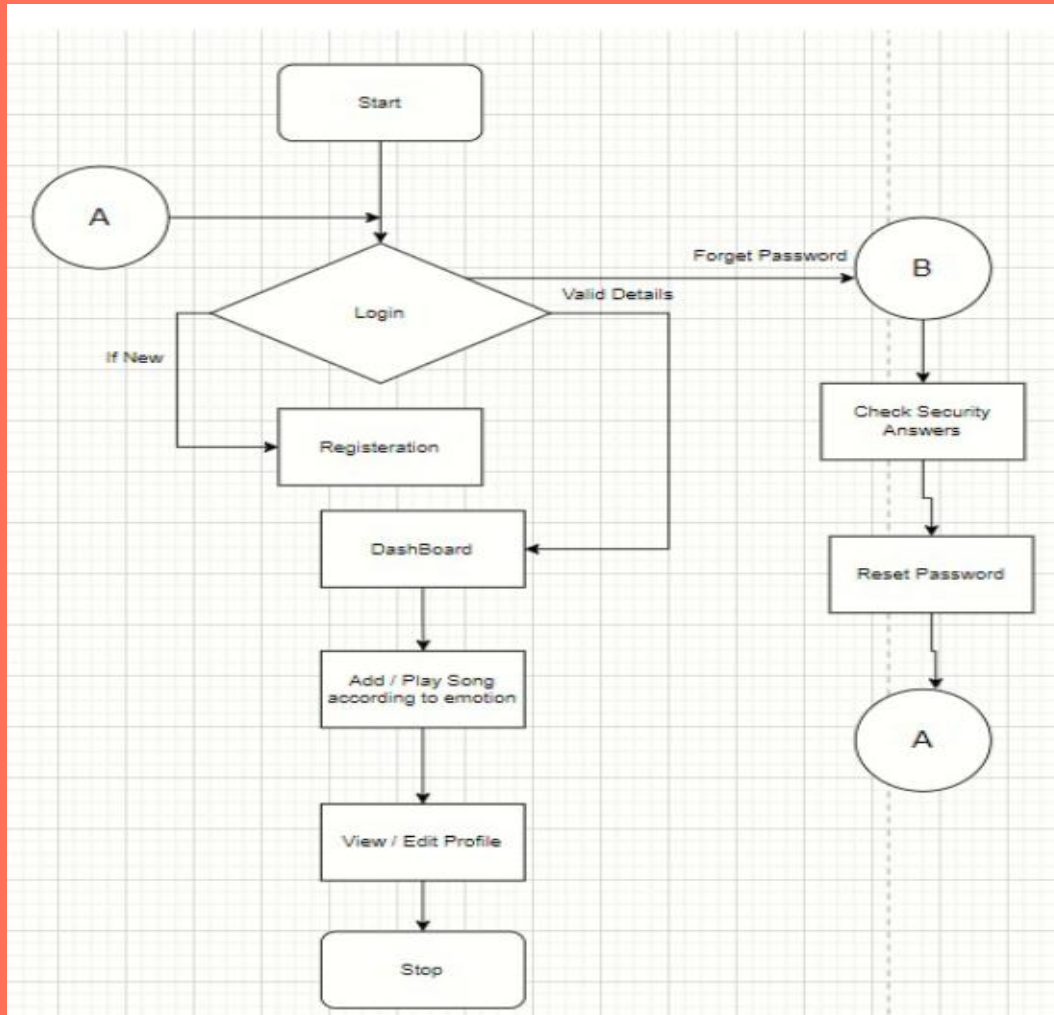 Start
A
Forget Password
B
Valid Details
Login
If New
Check Security
Answers
Registeration
DashBoard
Reset Password
Add / Play Song
according to emotion
A
View / Edit Profile
Stop